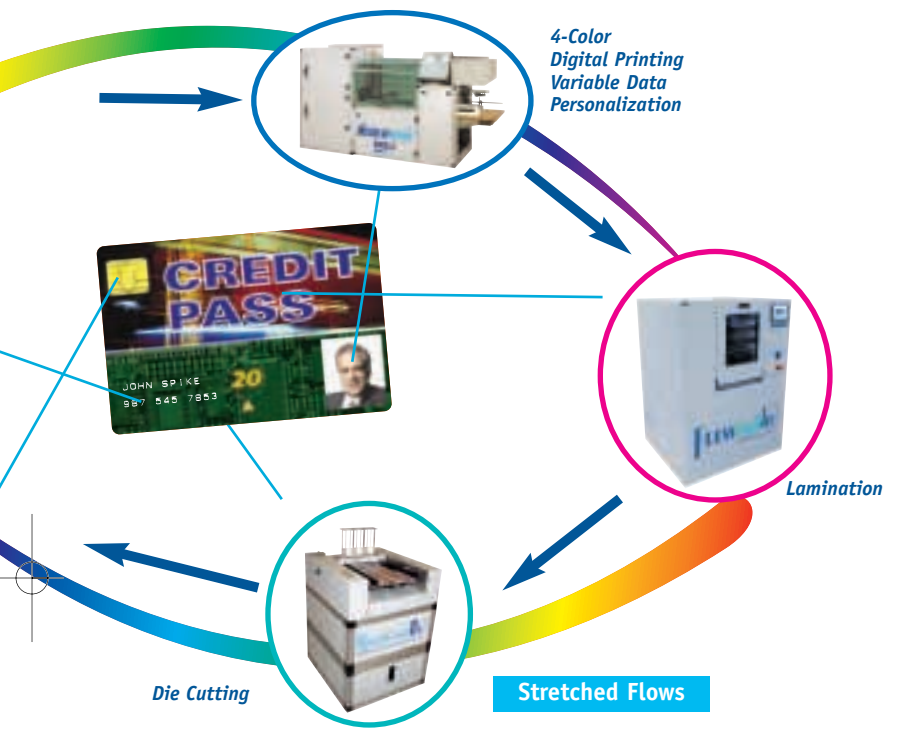 4-Color
Digital Printing
Variable Data
Personalization
CREDIT
PASS
JOHN SPIKE
20
987 545 7853
Lamination
Die Cutting
Stretched Flows